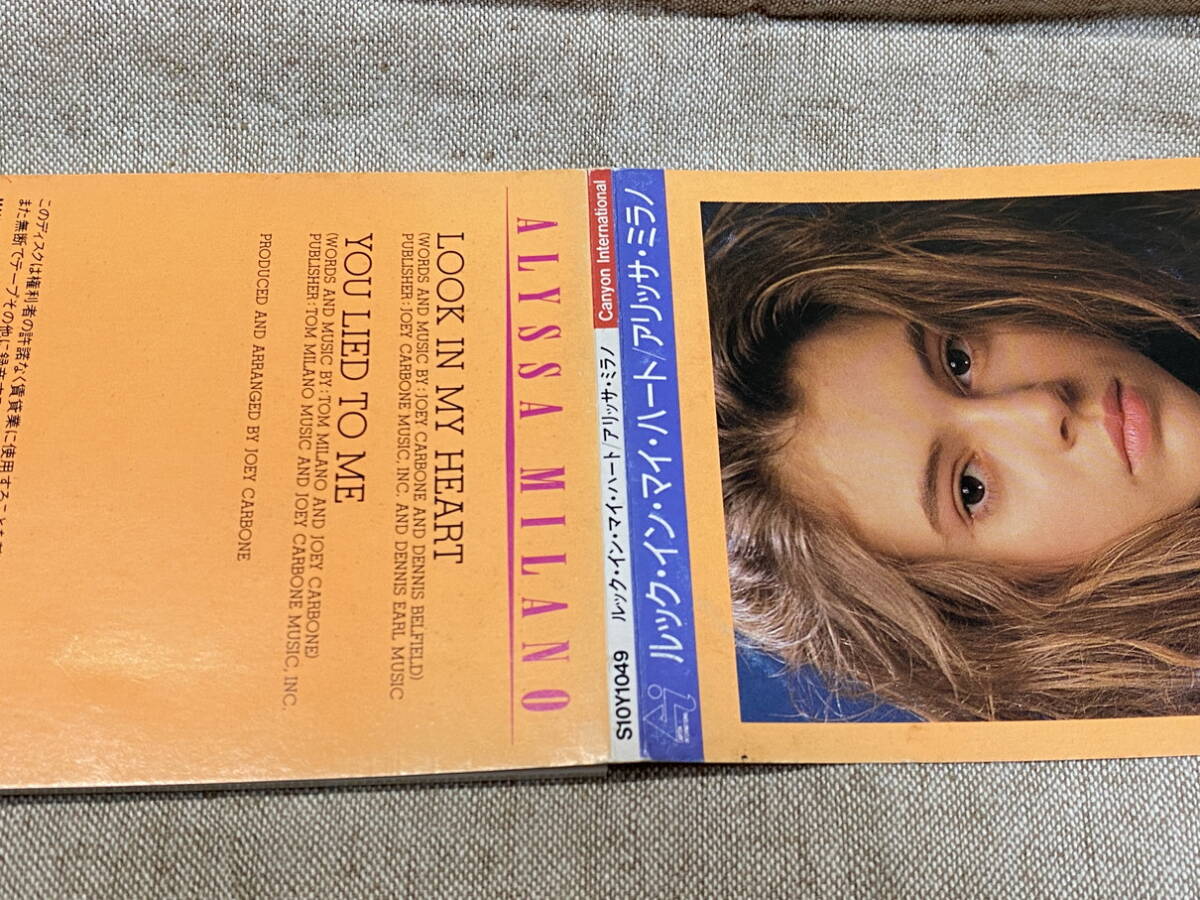 ルック・イン・マイ・ハート/アリッサ・ミラノ
Canyon International
ルック・イン・マイ・ハート/アリッサ・ミラノ
S10Y1049
ALYSSA MILANO
LOOK IN MY HEART
(WORDS AND MUSIC BY: JOEY CARBONE AND DENNIS BELFIELD)
PUBLISHER: JOEY CARBONE MUSIC, INC. AND DENNIS EARL MUSIC
YOU LIED TO ME
(WORDS AND MUSIC BY: TOM MILANO AND JOEY CARBONE)
PUBLISHER: TOM MILANO MUSIC AND JOEY CARBONE MUSIC, INC.
PRODUCED AND ARRANGED BY JOEY CARBONE
このディスクは権利者の許諾なく賃貸業に使用することを
また無断でテープその他に録音する